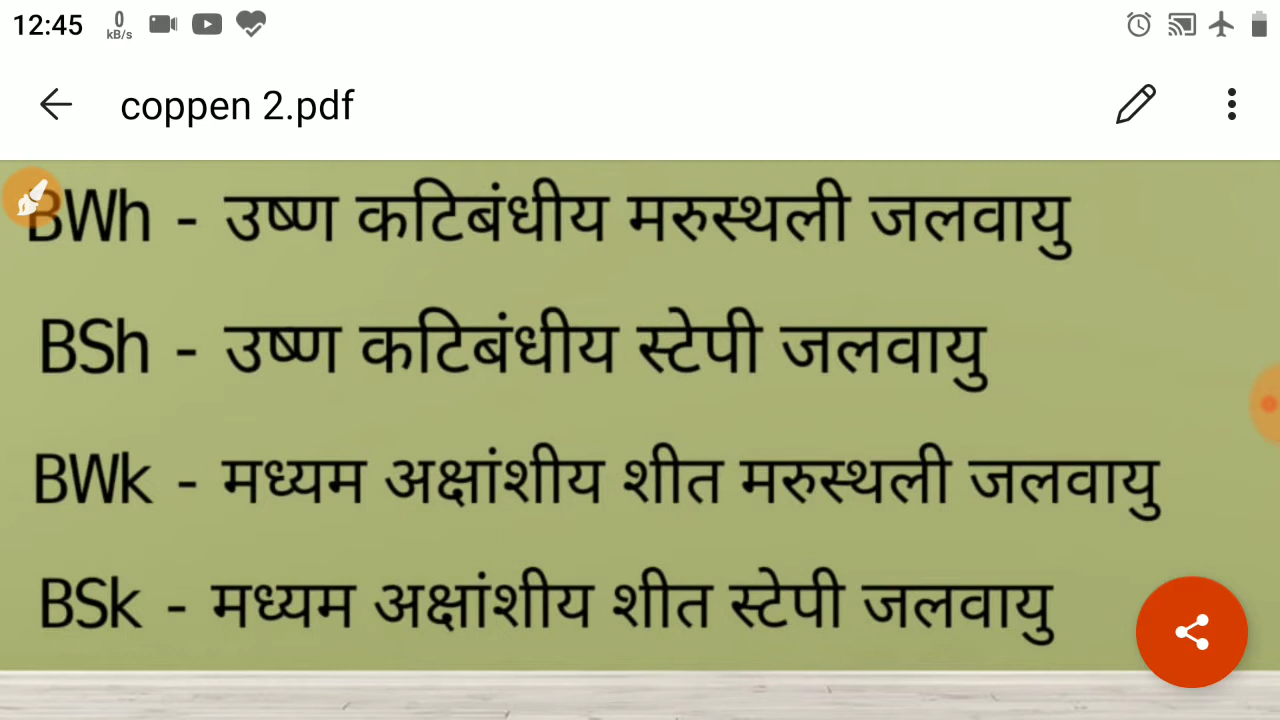 12:45 0 kB/s
coppen 2.pdf
BWh - उष्ण कटिबंधीय मरुस्थली जलवायु
BSh - उष्ण कटिबंधीय स्टेपी जलवायु
BWk - मध्यम अक्षांशीय शीत मरुस्थली जलवायु
BSk - मध्यम अक्षांशीय शीत स्टेपी जलवायु